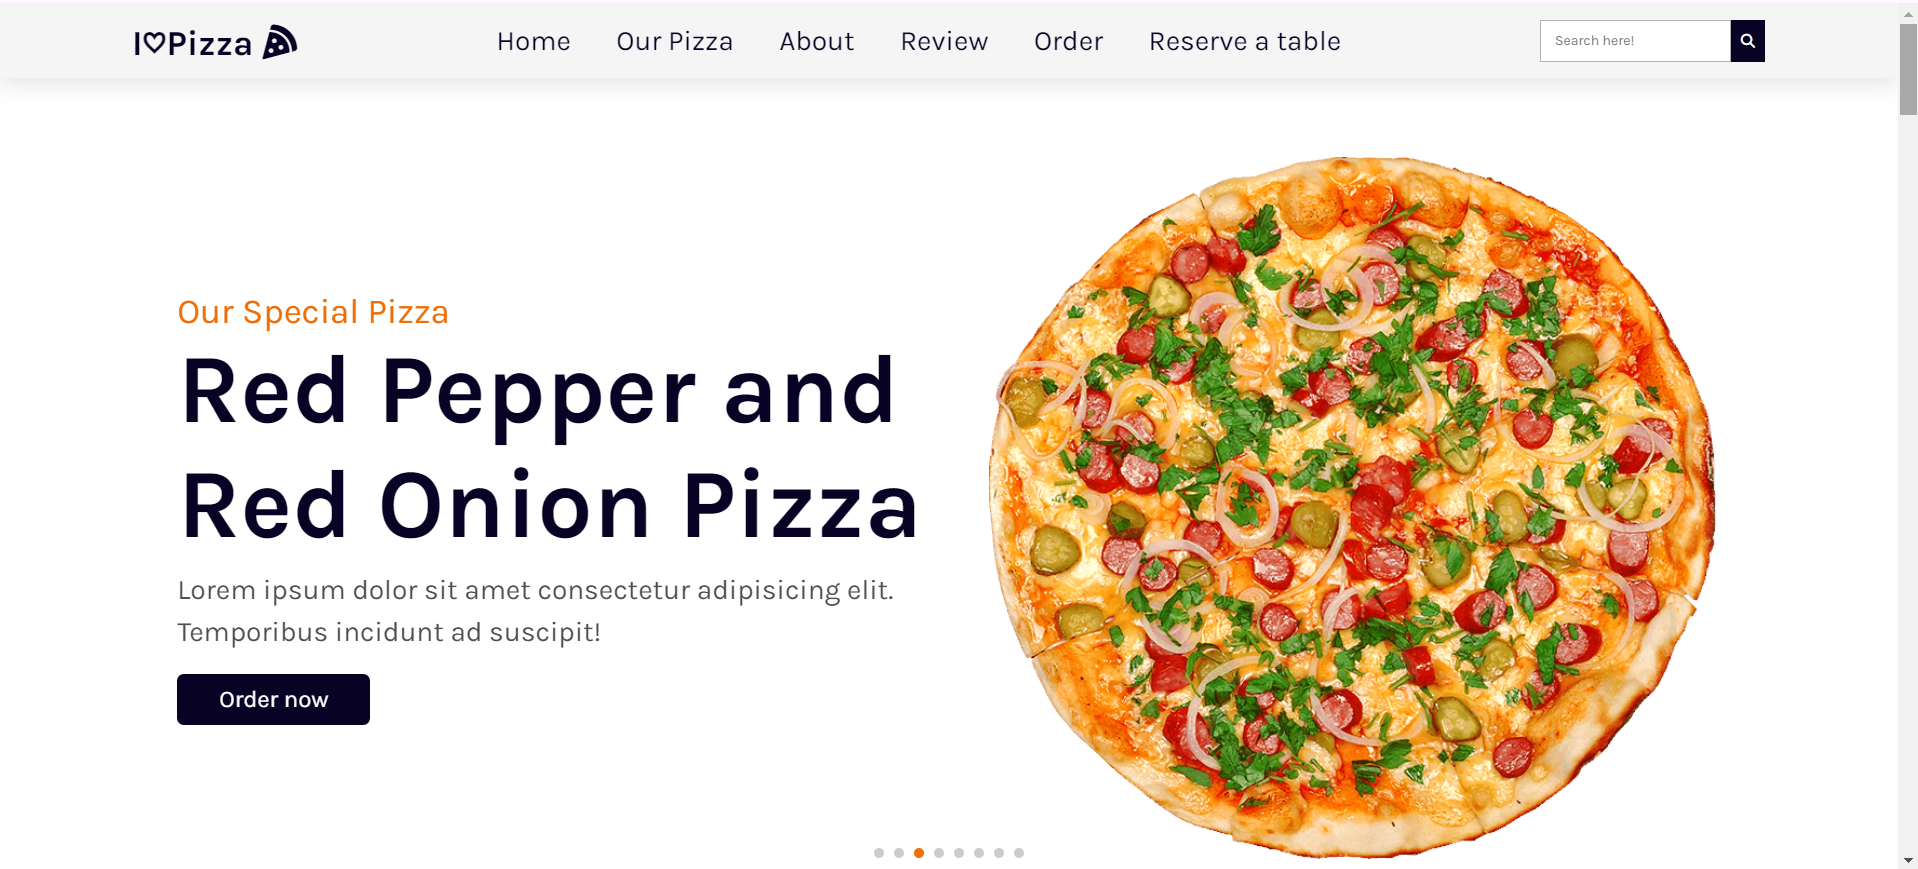 I♡Pizza
Home Our Pizza About Review Order Reserve a table
Search here!
Our Special Pizza
Red Pepper and
Red Onion Pizza
Lorem ipsum dolor sit amet consectetur adipisicing elit.
Temporibus incidunt ad suscipit!
Order now